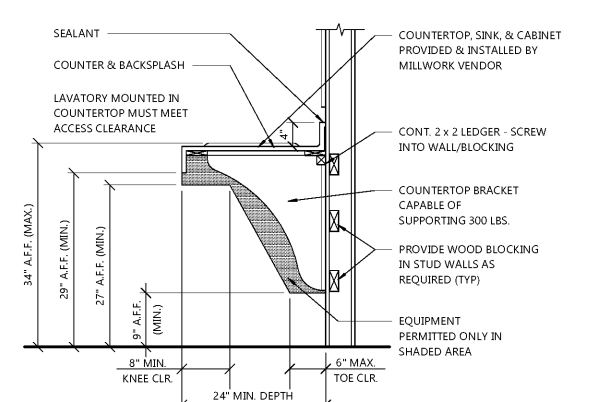 SEALANT
COUNTER & BACKSPLASH
LAVATORY MOUNTED IN
COUNTERTOP MUST MEET
ACCESS CLEARANCE
COUNTERTOP, SINK, & CABINET
PROVIDED & INSTALLED BY
MILLWORK VENDOR
4"
CONT. 2 x 2 LEDGER - SCREW
INTO WALL/BLOCKING
COUNTERTOP BRACKET
CAPABLE OF
SUPPORTING 300 LBS.
PROVIDE WOOD BLOCKING
IN STUD WALLS AS
REQUIRED (TYP)
EQUIPMENT
PERMITTED ONLY IN
SHADED AREA
34" A.F.F. (MAX.)
29" A.F.F. (MIN.)
27" A.F.F. (MIN.)
9" A.F.F.
(MIN.)
8" MIN.
KNEE CLR.
6" MAX.
TOE CLR.
24" MIN. DEPTH